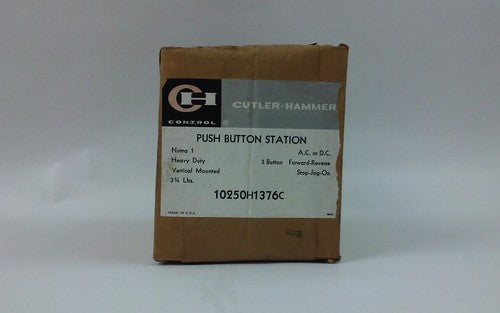 CH
CONTROL ®
CUTLER-HAMMER
PUSH BUTTON STATION
Nema 1 A.C. or D.C.
Heavy Duty 3 Button Forward-Reverse
Vertical Mounted Stop-Jog-On
3¾ Lbs.
10250H1376C
MADE IN U.S.A.